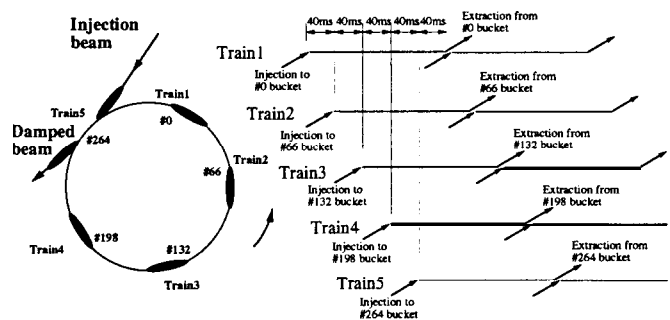 Injection
beam
Train1
#0
Train5
#264
Damped
beam
Train2
#66
#198
Train4
#132
Train3
40ms 40ms 40ms 40ms 40ms
Extraction from
#0 bucket
Train1
Injection to
#0 bucket
Extraction from
#66 bucket
Train2
Injection to
#66 bucket
Extraction from
#132 bucket
Train3
Injection to
#132 bucket
Extraction from
#198 bucket
Train4
Injection to
#198 bucket
Extraction from
#264 bucket
Train5
Injection to
#264 bucket